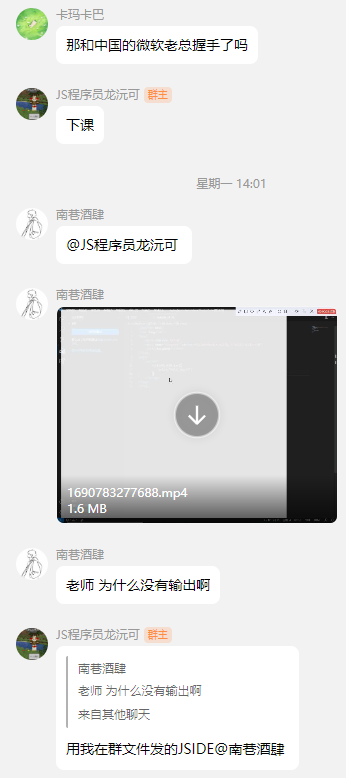 卡玛卡巴
那和中国的微软老总握手了吗
JS程序员龙沅可 群主
下课
星期一 14:01
南巷酒肆
@JS程序员龙沅可
南巷酒肆
1690783277688.mp4
1.6 MB
南巷酒肆
老师 为什么没有输出啊
JS程序员龙沅可 群主
南巷酒肆
老师 为什么没有输出啊
来自其他聊天
用我在群文件发的JSIDE@南巷酒肆